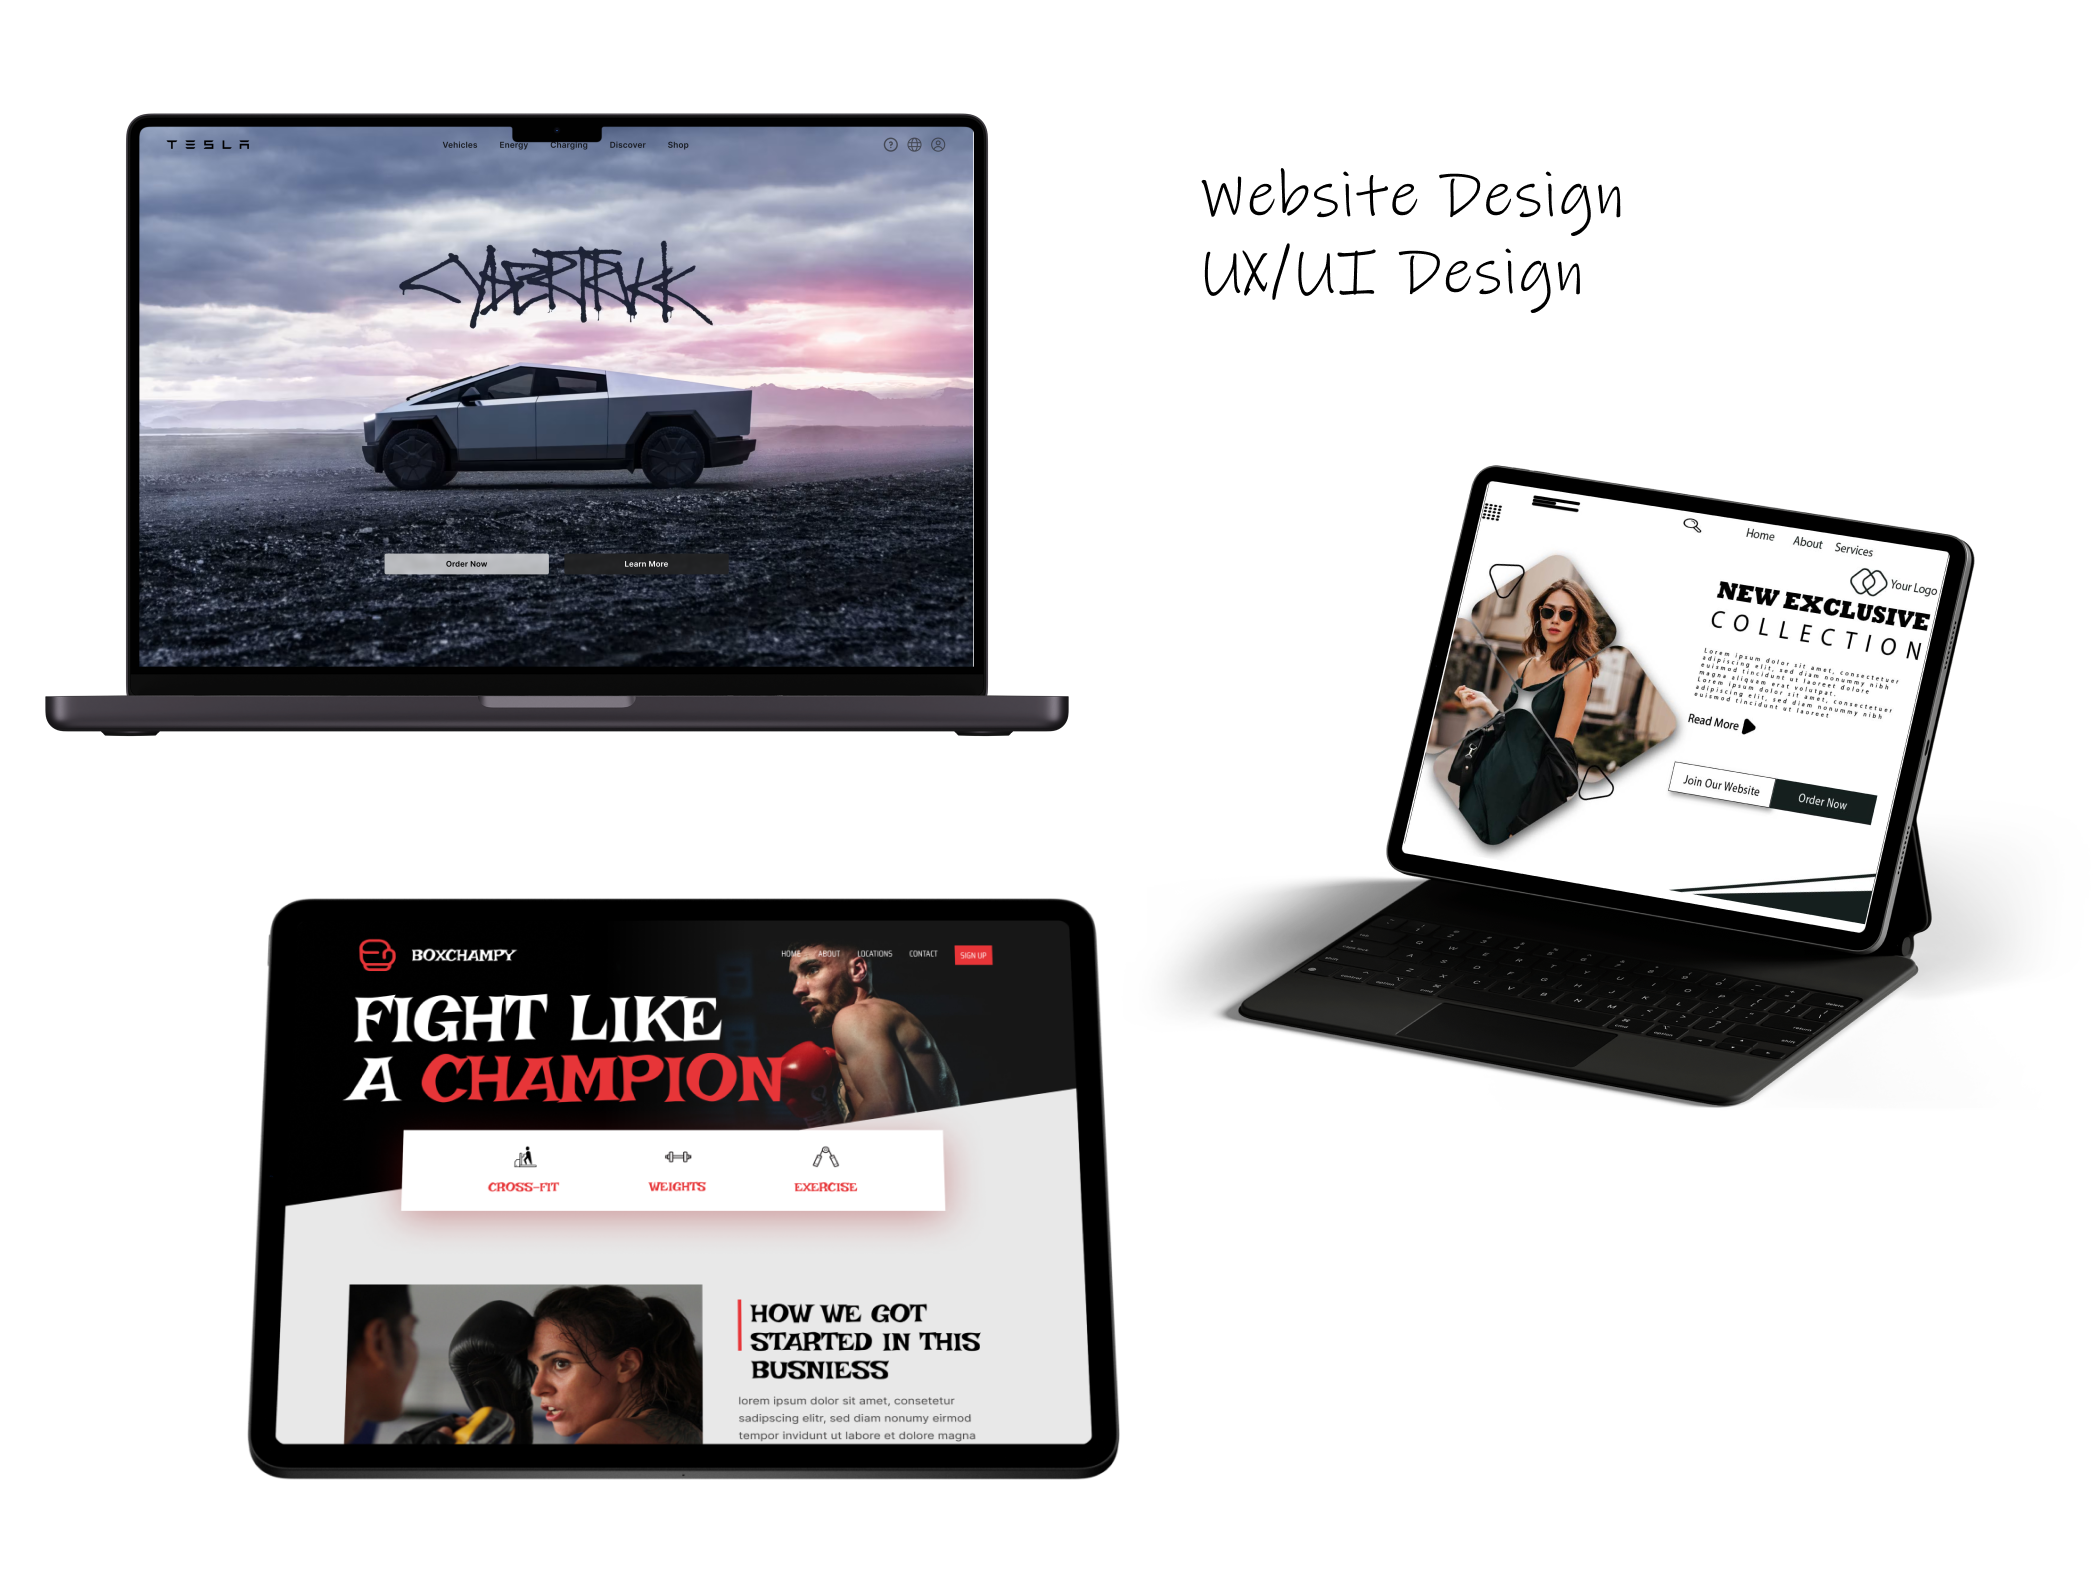 TESLA
Vehicles Energy Charging Discover Shop
?
CYBERTRUCK
Order Now Learn More
Website Design
UX/UI Design
Home About Services
Your Logo
NEW EXCLUSIVE
COLLECTION
Lorem ipsum dolor sit amet, consectetuer
adipiscing elit, sed diam nonummy nibh
euismod tincidunt ut laoreet dolore
magna aliquam erat volutpat.
Lorem ipsum dolor sit amet, consectetuer
adipiscing elit, sed diam nonummy nibh
euismod tincidunt ut laoreet
Read More
Join Our Website Order Now
BOXCHAMPY
HOME ABOUT LOCATIONS CONTACT SIGN UP
FIGHT LIKE
A CHAMPION
CROSS-FIT WEIGHTS EXERCISE
HOW WE GOT
STARTED IN THIS
BUSNIESS
lorem ipsum dolor sit amet, consetetur
sadipscing elitr, sed diam nonumy eirmod
tempor invidunt ut labore et dolore magna